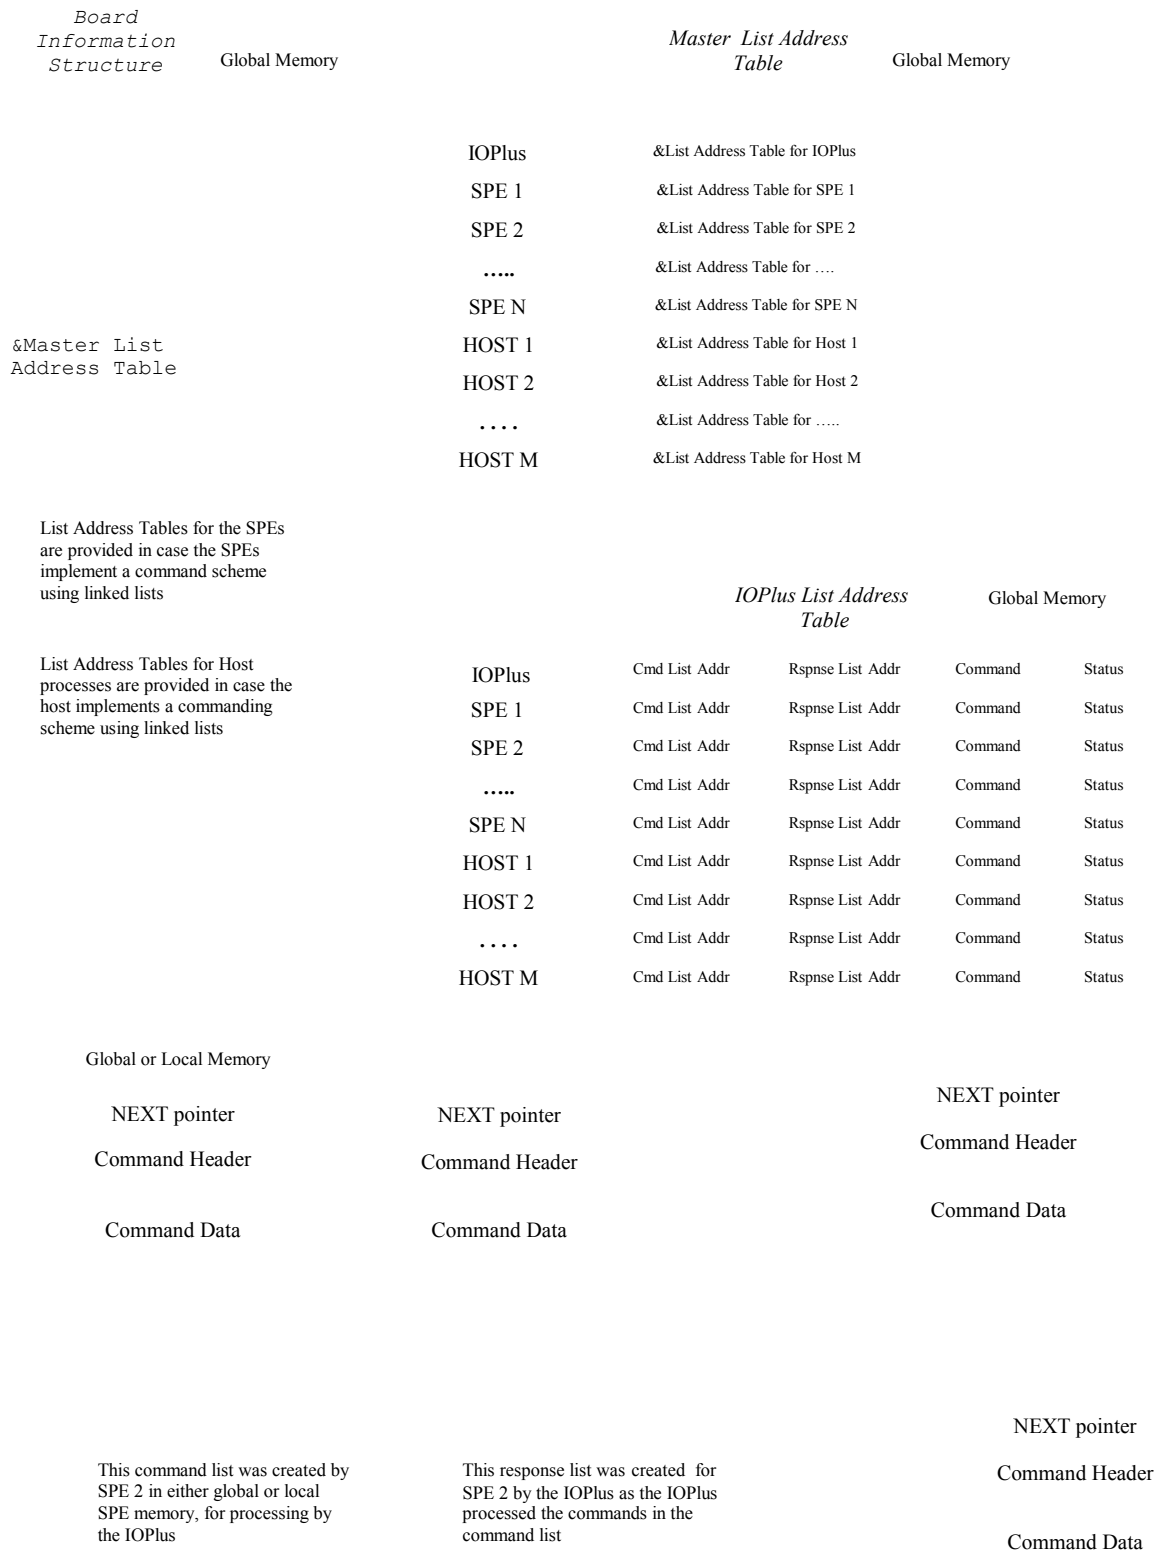 Board
Information
Structure
Global Memory
Master List Address
Table
Global Memory
IOPlus
&List Address Table for IOPlus
SPE 1
&List Address Table for SPE 1
SPE 2
&List Address Table for SPE 2
…..
&List Address Table for ….
SPE N
&List Address Table for SPE N
&Master List
Address Table
HOST 1
&List Address Table for Host 1
HOST 2
&List Address Table for Host 2
. . . .
&List Address Table for …..
HOST M
&List Address Table for Host M
List Address Tables for the SPEs
are provided in case the SPEs
implement a command scheme
using linked lists
IOPlus List Address
Table
Global Memory
List Address Tables for Host
processes are provided in case the
host implements a commanding
scheme using linked lists
IOPlus Cmd List Addr Rspnse List Addr Command Status
SPE 1 Cmd List Addr Rspnse List Addr Command Status
SPE 2 Cmd List Addr Rspnse List Addr Command Status
….. Cmd List Addr Rspnse List Addr Command Status
SPE N Cmd List Addr Rspnse List Addr Command Status
HOST 1 Cmd List Addr Rspnse List Addr Command Status
HOST 2 Cmd List Addr Rspnse List Addr Command Status
. . . . Cmd List Addr Rspnse List Addr Command Status
HOST M Cmd List Addr Rspnse List Addr Command Status
Global or Local Memory
NEXT pointer
Command Header
Command Data
NEXT pointer
Command Header
Command Data
NEXT pointer
Command Header
Command Data
This command list was created by
SPE 2 in either global or local
SPE memory, for processing by
the IOPlus
This response list was created for
SPE 2 by the IOPlus as the IOPlus
processed the commands in the
command list
NEXT pointer
Command Header
Command Data